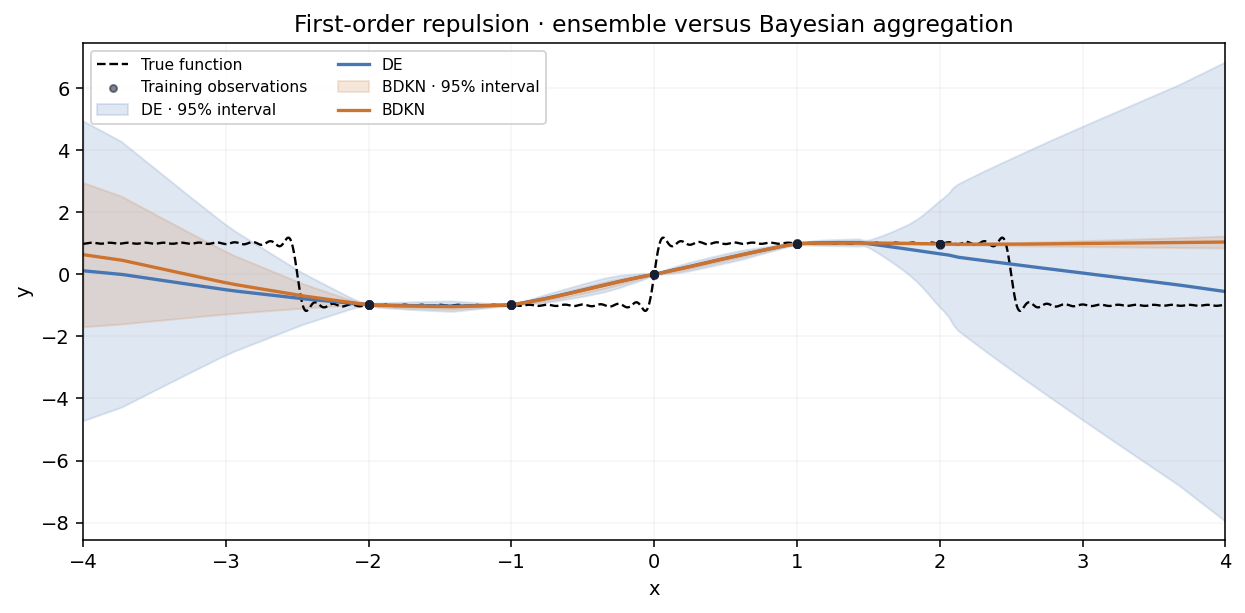 First-order repulsion · ensemble versus Bayesian aggregation
True function
Training observations
DE · 95% interval
DE
BDKN · 95% interval
BDKN
y
6
4
2
0
−2
−4
−6
−8
−4
−3
−2
−1
0
1
2
3
4
x